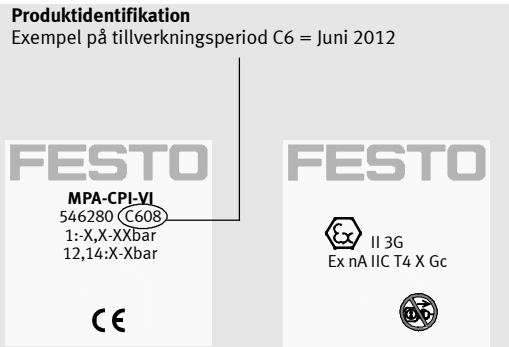 Produktidentifikation
Exempel på tillverkningsperiod C6 = Juni 2012
FESTO
MPA-CPI-VI
546280 C608
1:-X,X-XXbar
12,14:X-Xbar
CE
FESTO
Ex II 3G
Ex nA IIC T4 X Gc